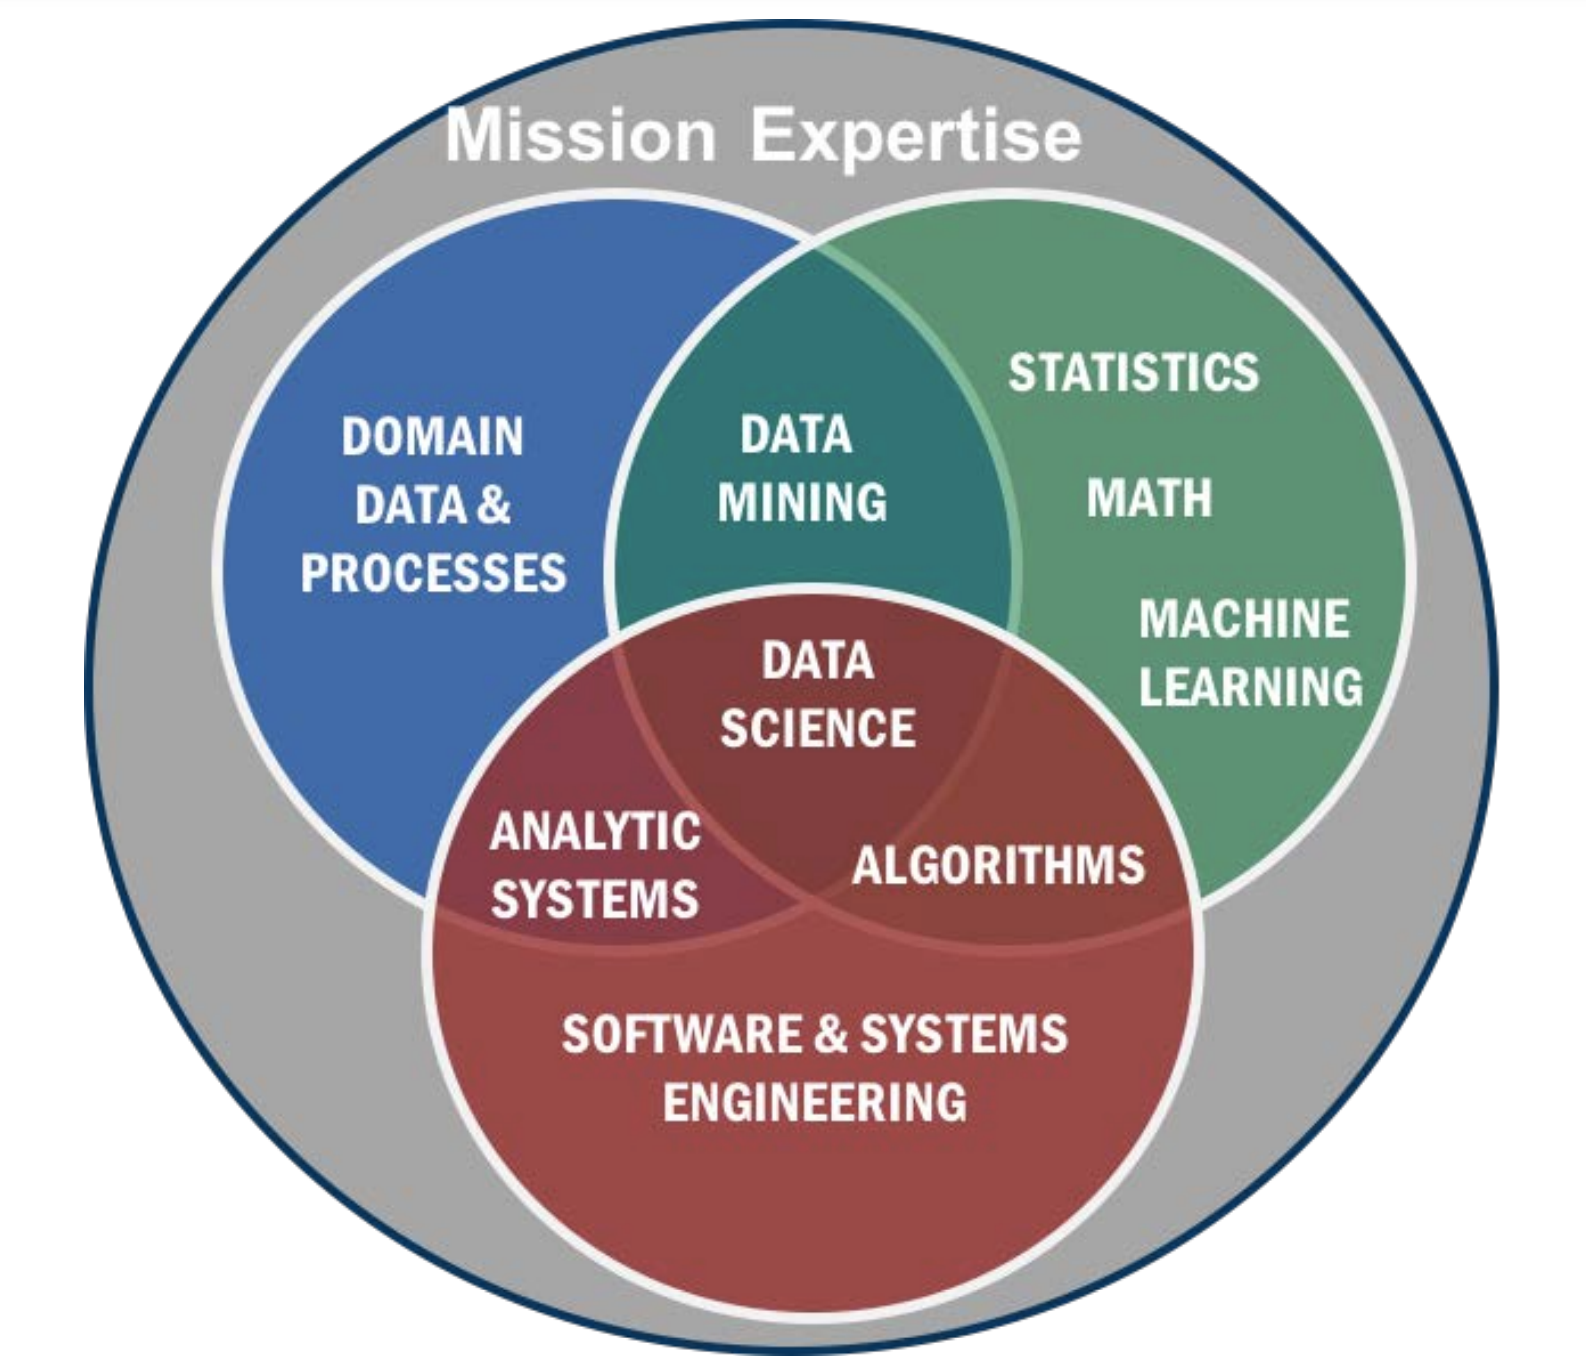 Mission Expertise
DOMAIN
DATA &
PROCESSES
DATA
MINING
STATISTICS
MATH
MACHINE
LEARNING
DATA
SCIENCE
ANALYTIC
SYSTEMS
ALGORITHMS
SOFTWARE & SYSTEMS
ENGINEERING